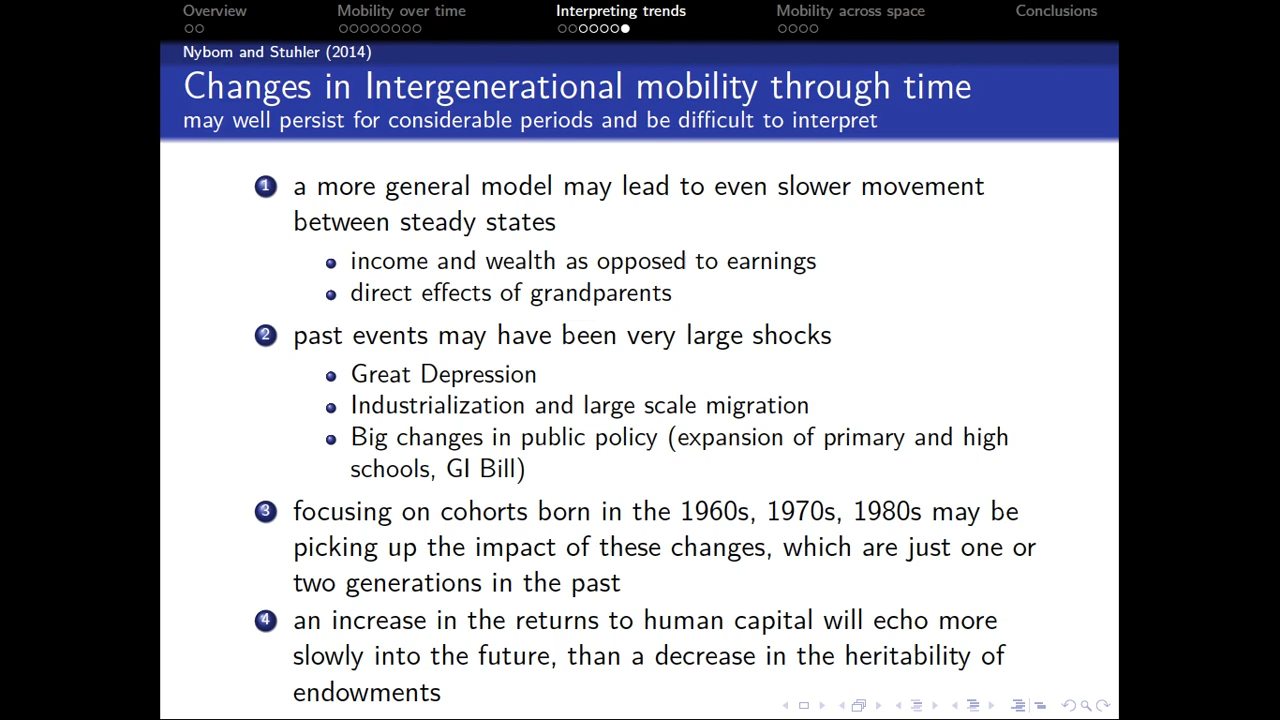 Overview Mobility over time Interpreting trends Mobility across space Conclusions
Nybom and Stuhler (2014)
Changes in Intergenerational mobility through time
may well persist for considerable periods and be difficult to interpret
1 a more general model may lead to even slower movement
between steady states
income and wealth as opposed to earnings
direct effects of grandparents
2 past events may have been very large shocks
Great Depression
Industrialization and large scale migration
Big changes in public policy (expansion of primary and high
schools, GI Bill)
3 focusing on cohorts born in the 1960s, 1970s, 1980s may be
picking up the impact of these changes, which are just one or
two generations in the past
4 an increase in the returns to human capital will echo more
slowly into the future, than a decrease in the heritability of
endowments